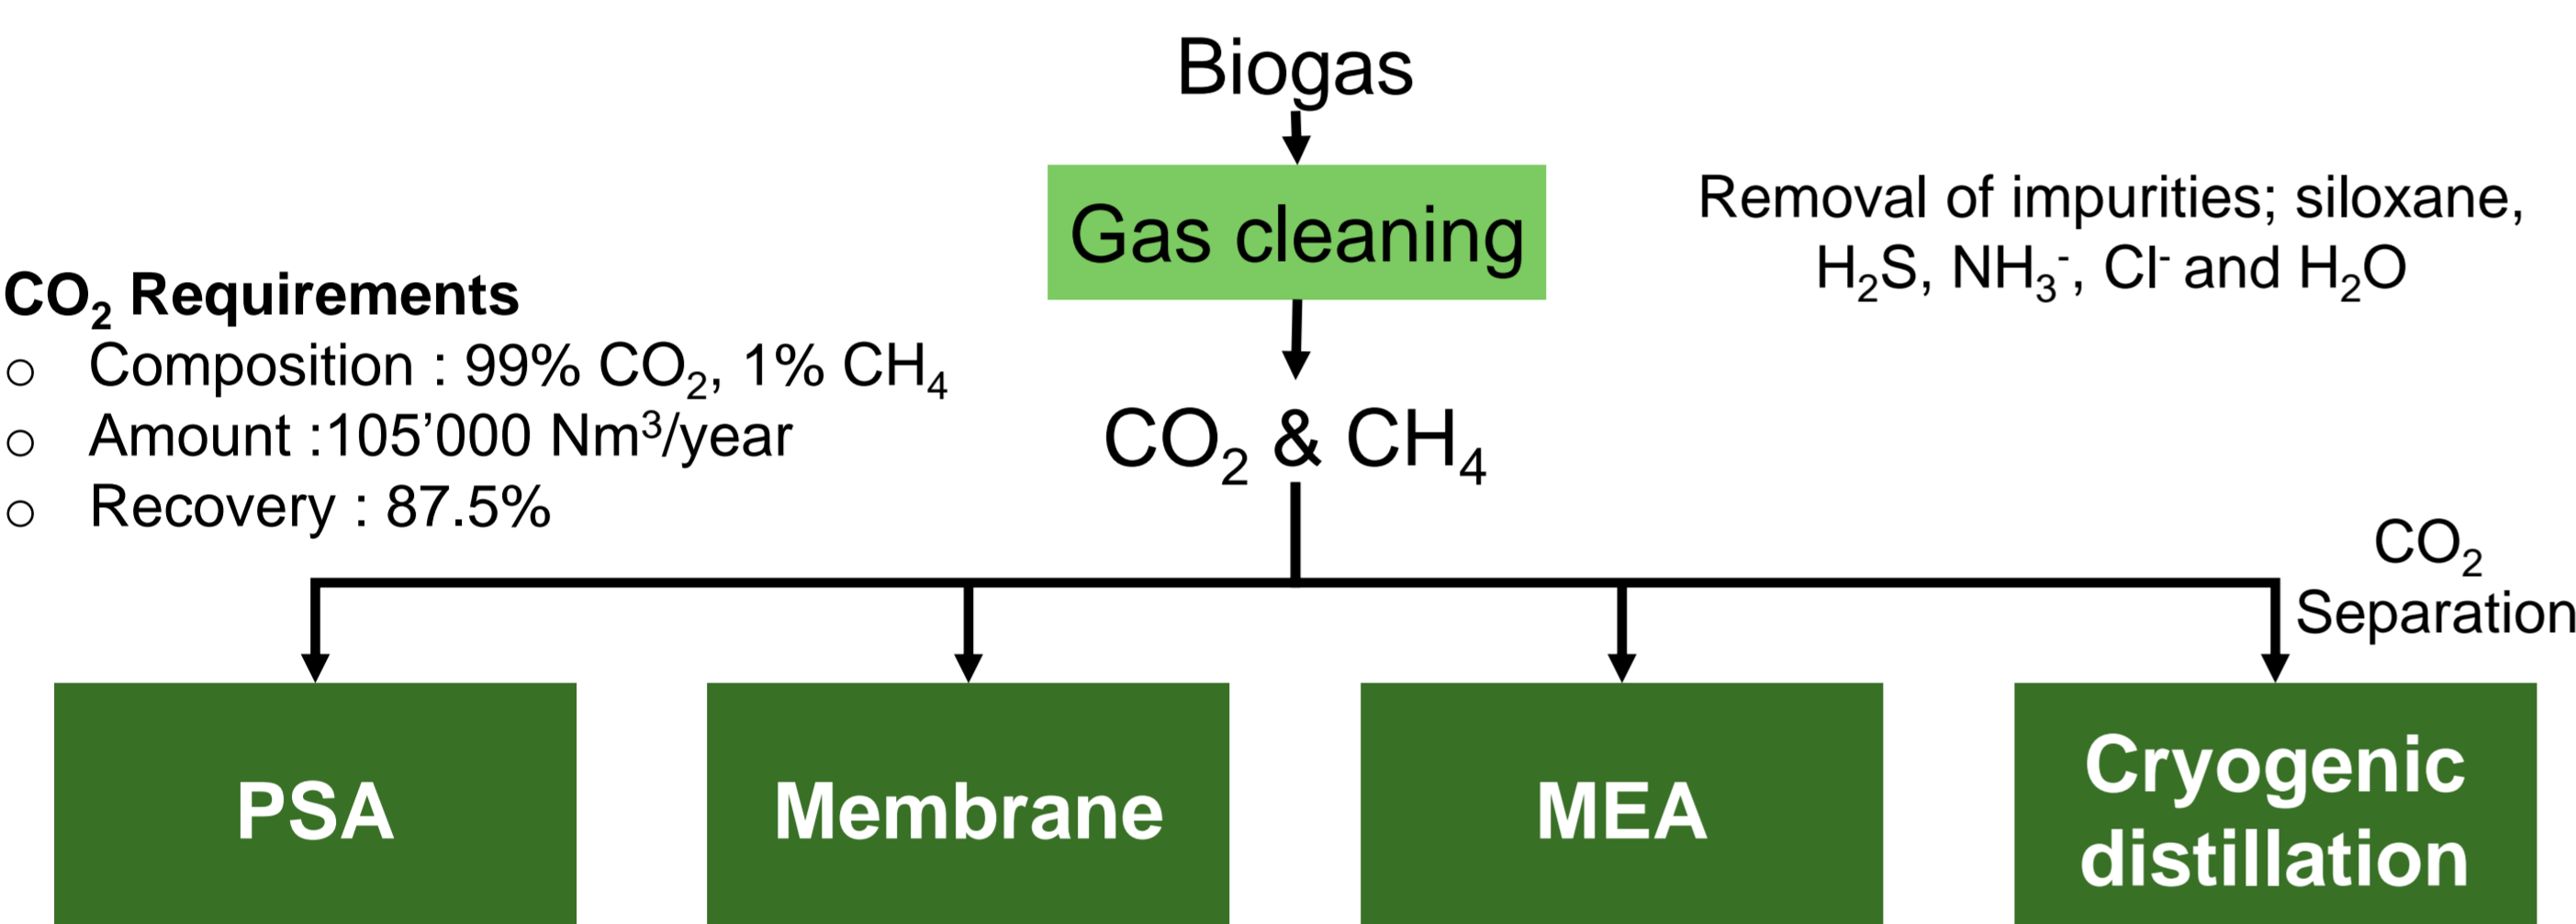 Biogas
Gas cleaning
Removal of impurities; siloxane,
H₂S, NH₃⁻, Cl⁻ and H₂O
CO₂ Requirements
○ Composition : 99% CO₂, 1% CH₄
○ Amount :105’000 Nm³/year
○ Recovery : 87.5%
CO₂ & CH₄
CO₂
Separation
PSA
Membrane
MEA
Cryogenic
distillation